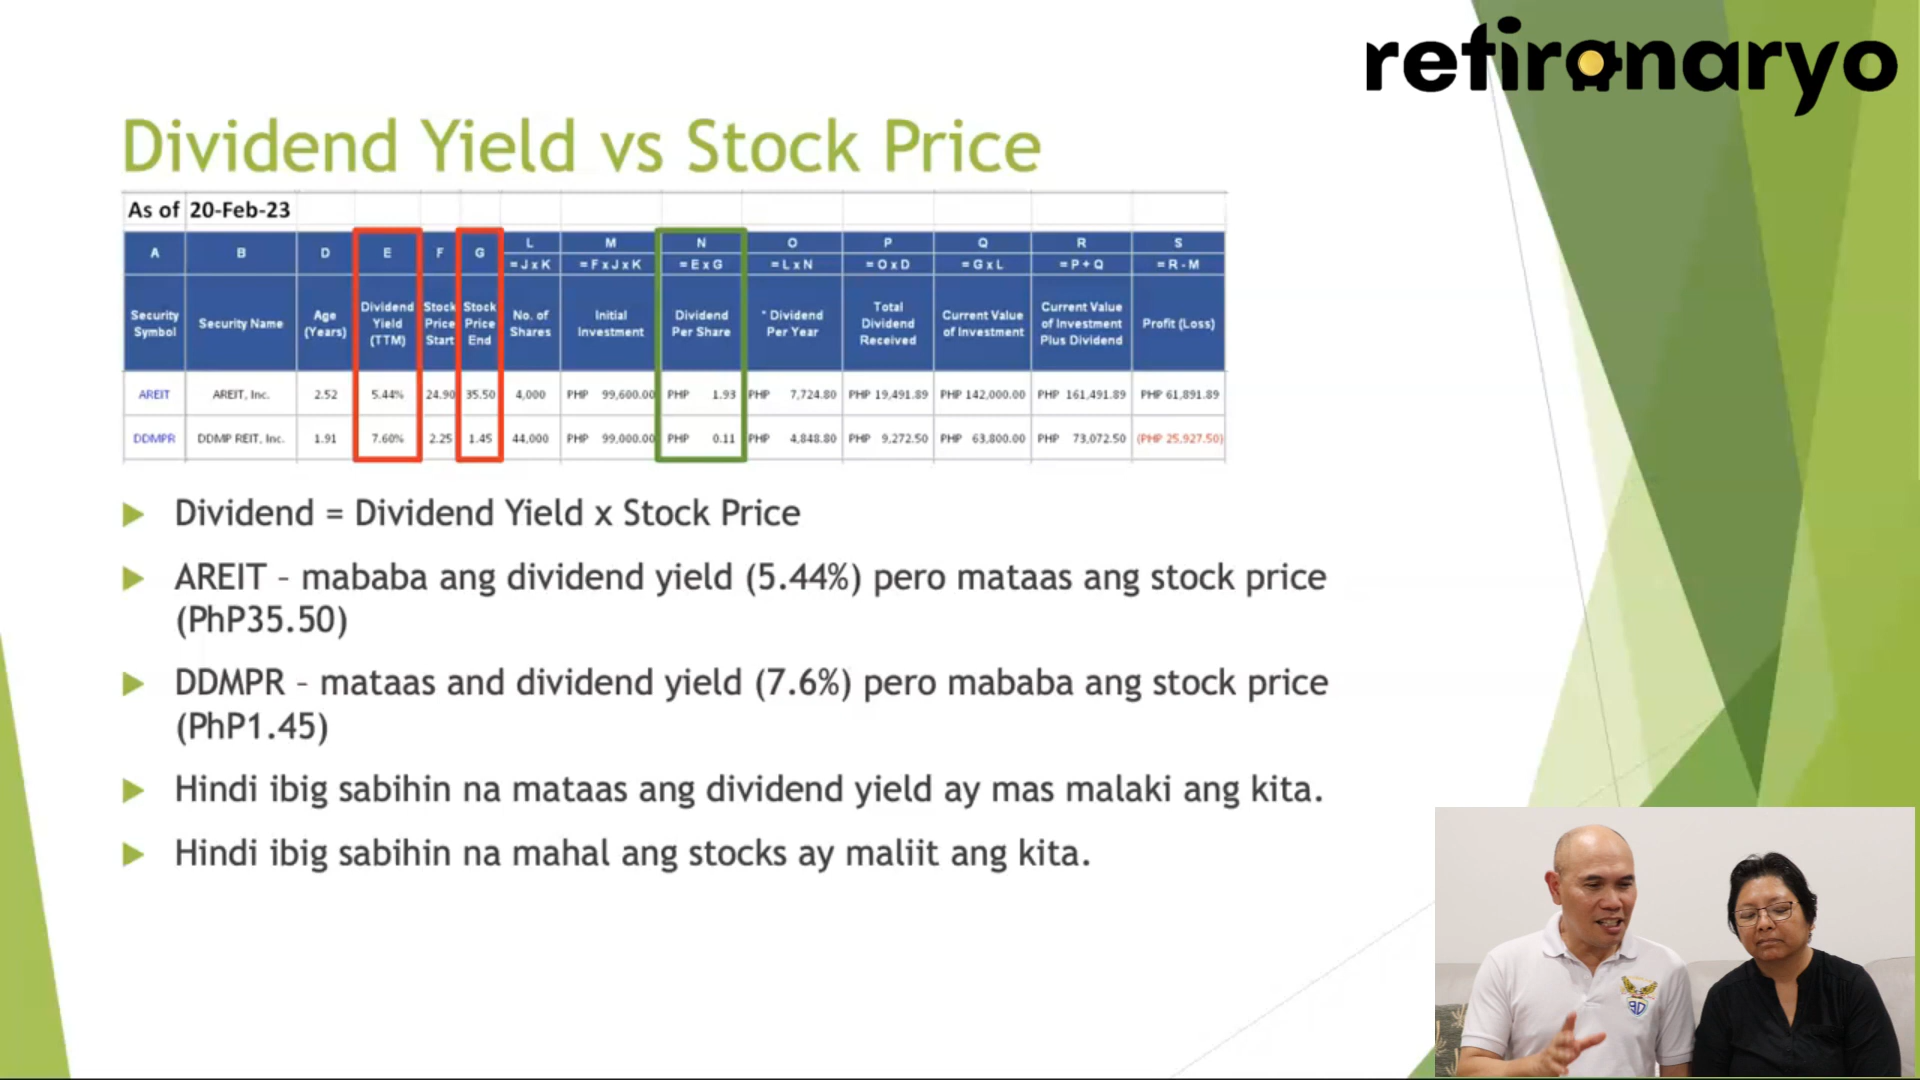 retiranaryo
Dividend Yield vs Stock Price
As of 20-Feb-23
A B D E F G L M N O P Q R S
=JxK =FxJxK =ExG =LxN =OxD =GxL =P+Q =R-M
Security Symbol Security Name Age (Years) Dividend Yield (TTM) Stock Price Start Stock Price End No. of Shares Initial Investment Dividend Per Share * Dividend Per Year Total Dividend Received Current Value of Investment Current Value of Investment Plus Dividend Profit (Loss)
AREIT AREIT, Inc. 2.52 5.44% 24.90 35.50 4,000 PHP 99,600.00 PHP 1.93 PHP 7,724.80 PHP 19,491.89 PHP 142,000.00 PHP 161,491.89 PHP 61,891.89
DDMPR DDMP REIT, Inc. 1.91 7.60% 2.25 1.45 44,000 PHP 99,000.00 PHP 0.11 PHP 4,848.80 PHP 9,272.50 PHP 63,800.00 PHP 73,072.50 (PHP 25,927.50)
Dividend = Dividend Yield x Stock Price
AREIT – mababa ang dividend yield (5.44%) pero mataas ang stock price
(PhP35.50)
DDMPR – mataas and dividend yield (7.6%) pero mababa ang stock price
(PhP1.45)
Hindi ibig sabihin na mataas ang dividend yield ay mas malaki ang kita.
Hindi ibig sabihin na mahal ang stocks ay maliit ang kita.